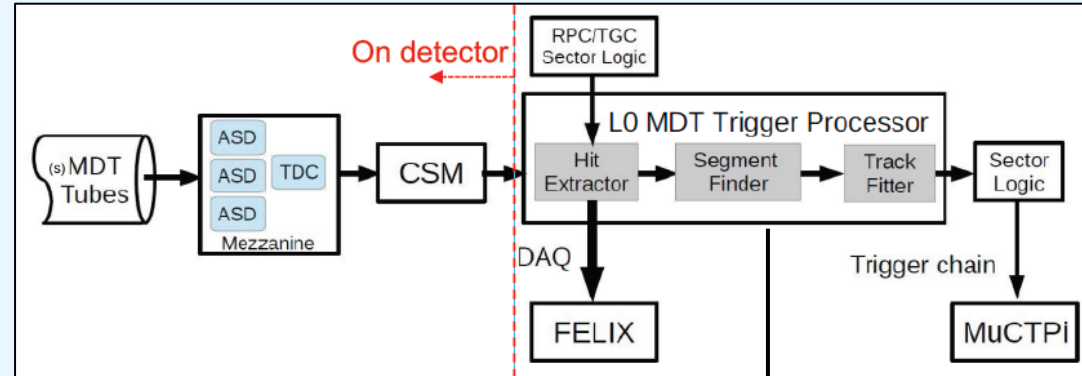 On detector
RPC/TGC
Sector Logic
L0 MDT Trigger Processor
(s) MDT
Tubes
ASD
ASD
ASD
TDC
Mezzanine
CSM
Hit
Extractor
Segment
Finder
Track
Fitter
Sector
Logic
DAQ
Trigger chain
FELIX
MuCTPi